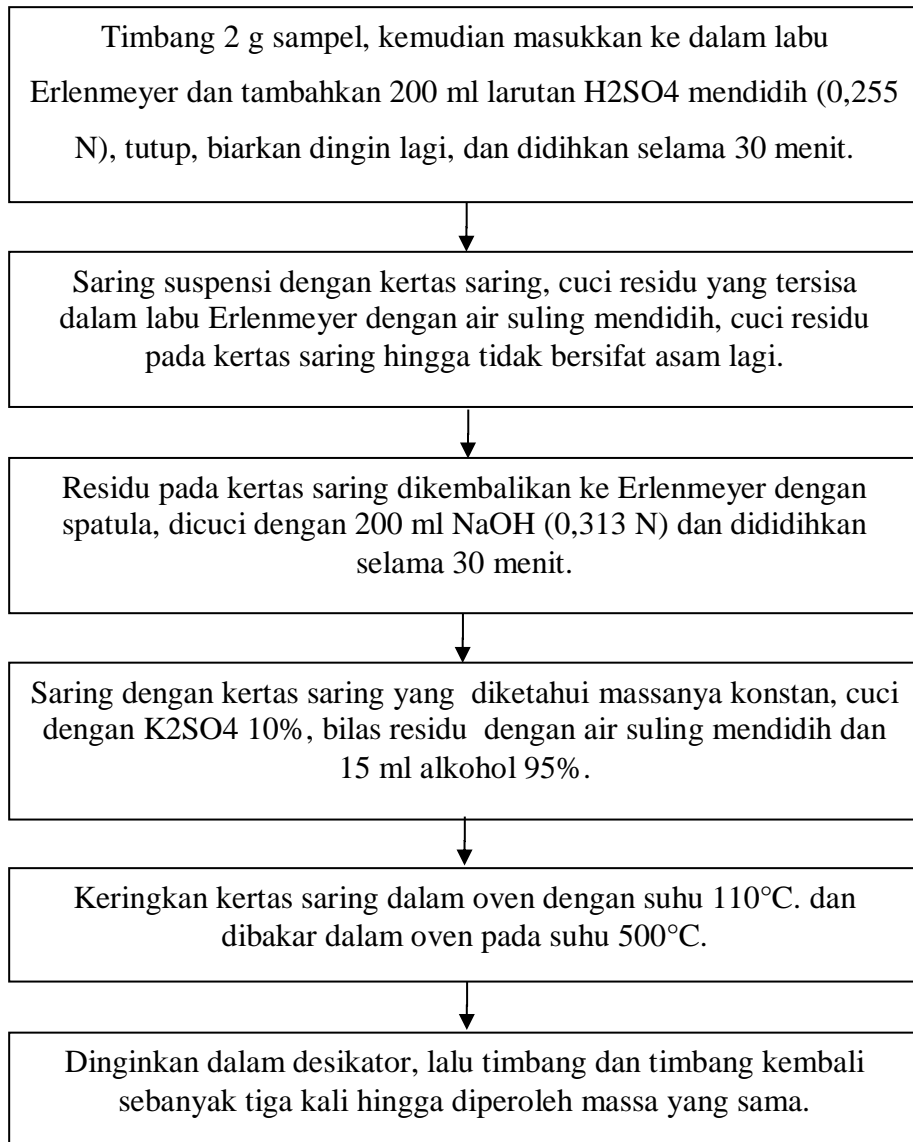 Timbang 2 g sampel, kemudian masukkan ke dalam labu
Erlenmeyer dan tambahkan 200 ml larutan H2SO4 mendidih (0,255
N), tutup, biarkan dingin lagi, dan didihkan selama 30 menit.
Saring suspensi dengan kertas saring, cuci residu yang tersisa
dalam labu Erlenmeyer dengan air suling mendidih, cuci residu
pada kertas saring hingga tidak bersifat asam lagi.
Residu pada kertas saring dikembalikan ke Erlenmeyer dengan
spatula, dicuci dengan 200 ml NaOH (0,313 N) dan dididihkan
selama 30 menit.
Saring dengan kertas saring yang diketahui massanya konstan, cuci
dengan K2SO4 10%, bilas residu dengan air suling mendidih dan
15 ml alkohol 95%.
Keringkan kertas saring dalam oven dengan suhu 110°C. dan
dibakar dalam oven pada suhu 500°C.
Dinginkan dalam desikator, lalu timbang dan timbang kembali
sebanyak tiga kali hingga diperoleh massa yang sama.